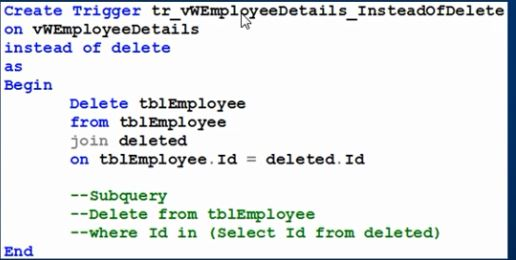 Create Trigger tr_vWEmployeeDetails_InsteadOfDelete
on vWEmployeeDetails
instead of delete
as
Begin
Delete tblEmployee
from tblEmployee
join deleted
on tblEmployee.Id = deleted.Id
--Subquery
--Delete from tblEmployee
--where Id in (Select Id from deleted)
End